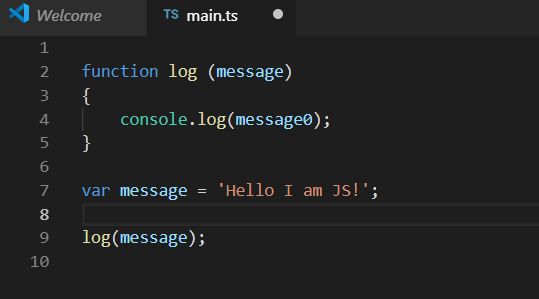 Welcome TS main.ts
1
2 function log (message)
3 {
4 console.log(message0);
5 }
6
7 var message = 'Hello I am JS!';
8
9 log(message);
10